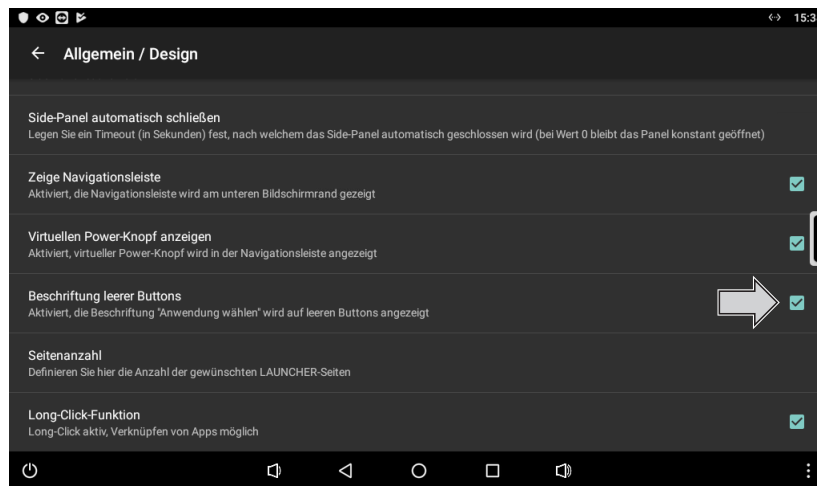 15:3
Allgemein / Design
Side-Panel automatisch schließen
Legen Sie ein Timeout (in Sekunden) fest, nach welchem das Side-Panel automatisch geschlossen wird (bei Wert 0 bleibt das Panel konstant geöffnet)
Zeige Navigationsleiste
Aktiviert, die Navigationsleiste wird am unteren Bildschirmrand gezeigt
Virtuellen Power-Knopf anzeigen
Aktiviert, virtueller Power-Knopf wird in der Navigationsleiste angezeigt
Beschriftung leerer Buttons
Aktiviert, die Beschriftung "Anwendung wählen" wird auf leeren Buttons angezeigt
Seitenanzahl
Definieren Sie hier die Anzahl der gewünschten LAUNCHER-Seiten
Long-Click-Funktion
Long-Click aktiv, Verknüpfen von Apps möglich